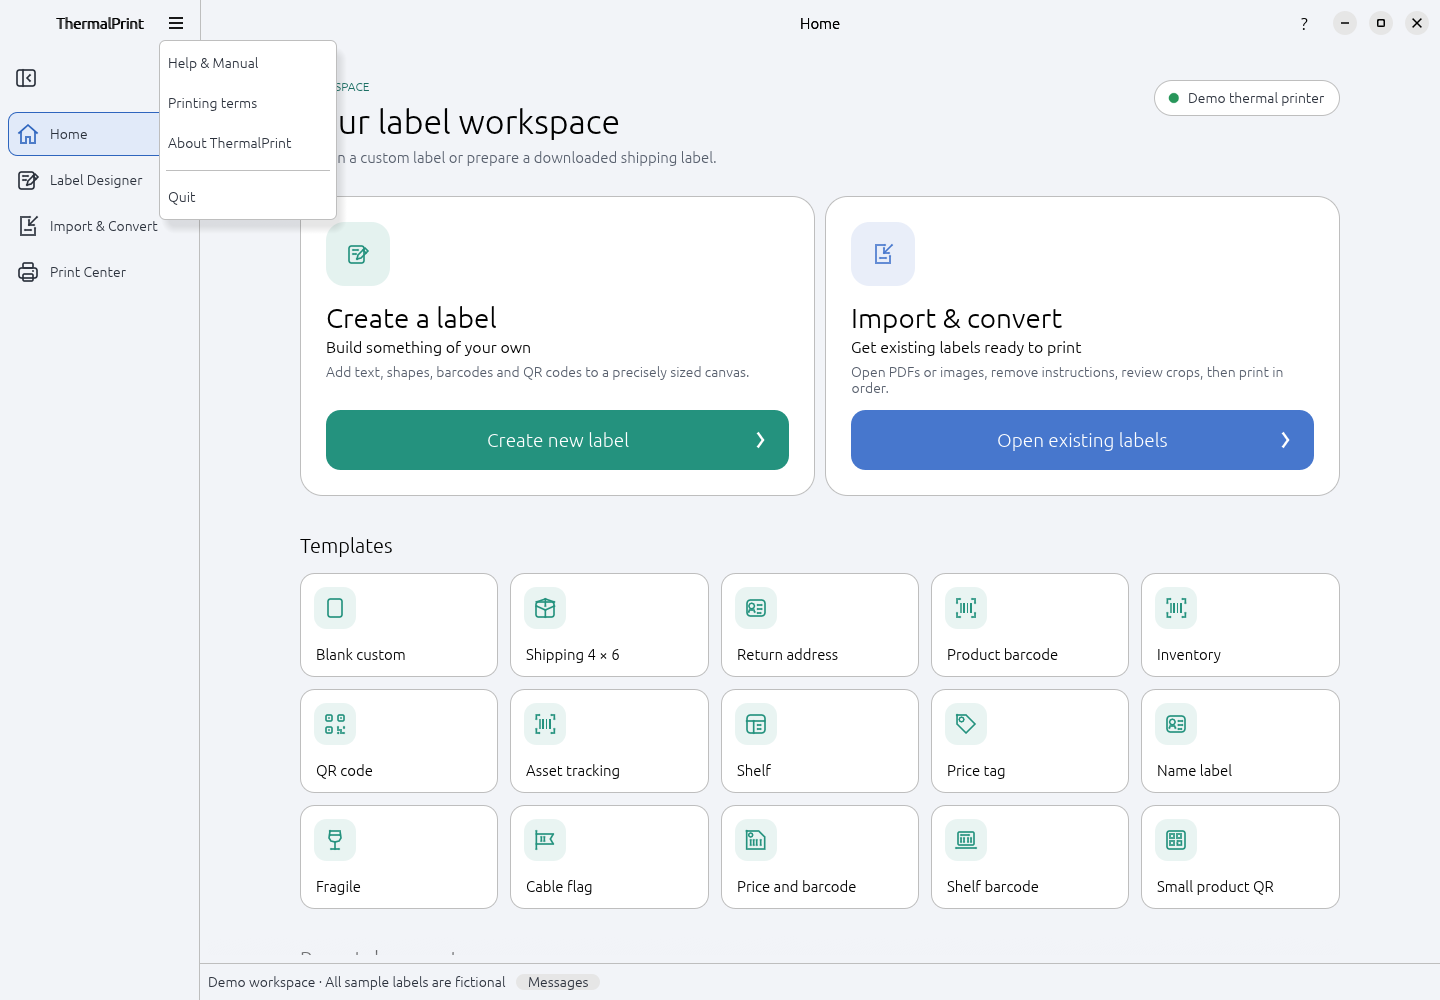 ThermalPrint
Home
?
Help & Manual
Printing terms
About ThermalPrint
Quit
Home
Label Designer
Import & Convert
Print Center
SPACE
ur label workspace
n a custom label or prepare a downloaded shipping label.
Demo thermal printer
Create a label
Build something of your own
Add text, shapes, barcodes and QR codes to a precisely sized canvas.
Create new label
Import & convert
Get existing labels ready to print
Open PDFs or images, remove instructions, review crops, then print in
order.
Open existing labels
Templates
Blank custom
Shipping 4 × 6
Return address
Product barcode
Inventory
QR code
Asset tracking
Shelf
Price tag
Name label
Fragile
Cable flag
Price and barcode
Shelf barcode
Small product QR
Demo workspace · All sample labels are fictional
Messages